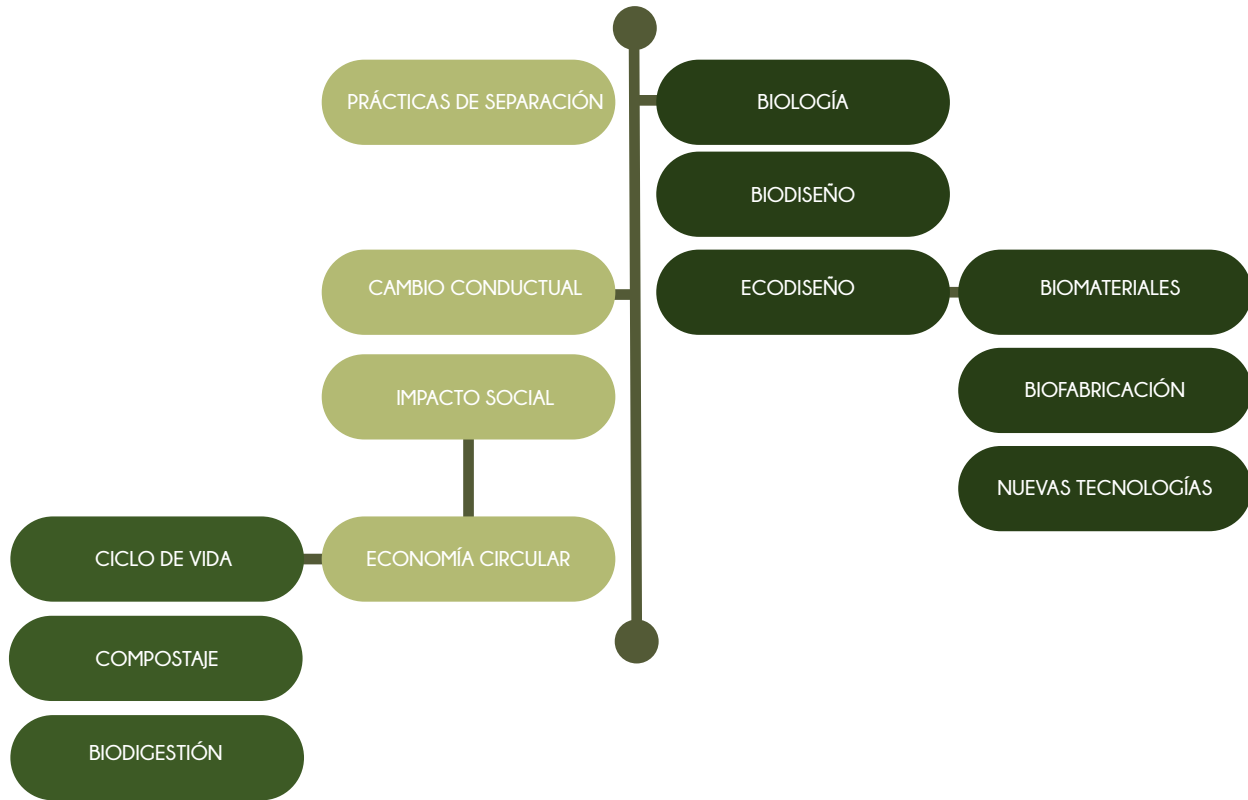 PRÁCTICAS DE SEPARACIÓN
BIOLOGÍA
BIODISEÑO
CAMBIO CONDUCTUAL
ECODISEÑO
BIOMATERIALES
IMPACTO SOCIAL
BIOFABRICACIÓN
NUEVAS TECNOLOGÍAS
CICLO DE VIDA
ECONOMÍA CIRCULAR
COMPOSTAJE
BIODIGESTIÓN